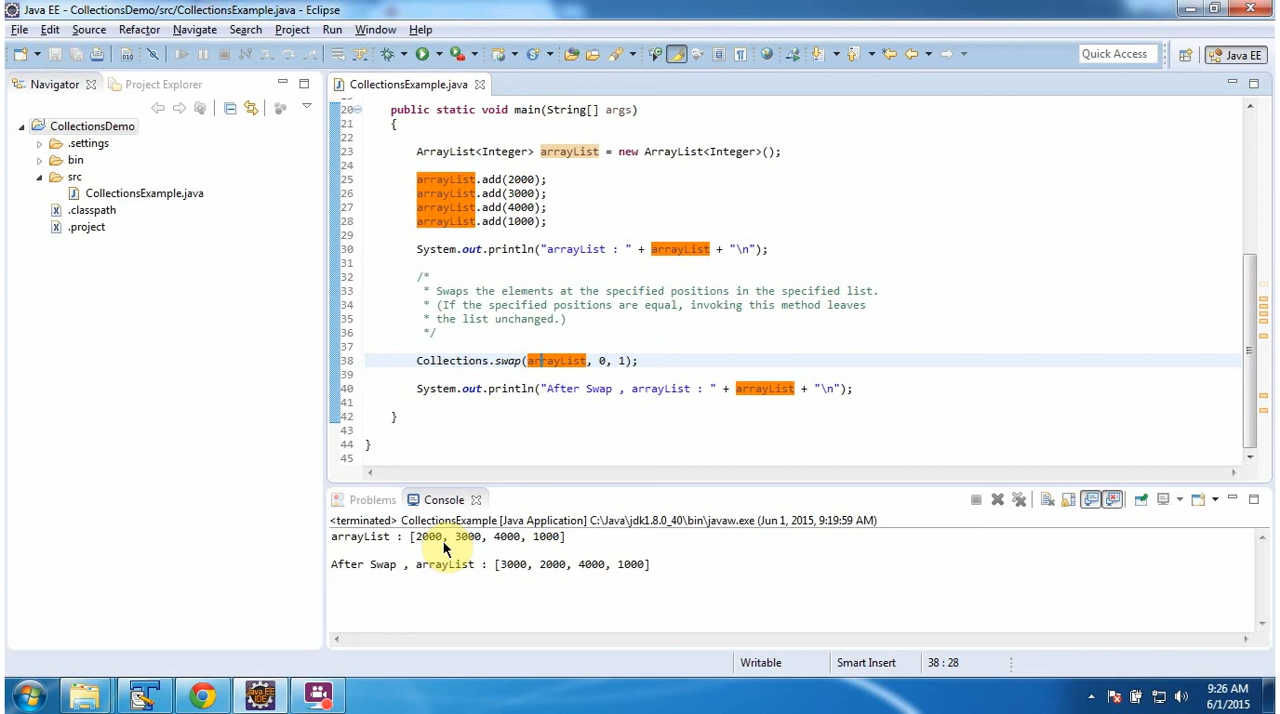 Java EE - CollectionsDemo/src/CollectionsExample.java - Eclipse
File Edit Source Refactor Navigate Search Project Run Window Help
Quick Access Java EE
Navigator Project Explorer
CollectionsDemo
.settings
bin
src
CollectionsExample.java
.classpath
.project
CollectionsExample.java
20 public static void main(String[] args)
21 {
22
23 ArrayList<Integer> arrayList = new ArrayList<Integer>();
24
25 arrayList.add(2000);
26 arrayList.add(3000);
27 arrayList.add(4000);
28 arrayList.add(1000);
29
30 System.out.println("arrayList : " + arrayList + "\n");
31
32 /*
33 * Swaps the elements at the specified positions in the specified list.
34 * (If the specified positions are equal, invoking this method leaves
35 * the list unchanged.)
36 */
37
38 Collections.swap(arrayList, 0, 1);
39
40 System.out.println("After Swap , arrayList : " + arrayList + "\n");
41
42 }
43
44 }
45
Problems Console
<terminated> CollectionsExample [Java Application] C:\Java\jdk1.8.0_40\bin\javaw.exe (Jun 1, 2015, 9:19:59 AM)
arrayList : [2000, 3000, 4000, 1000]
After Swap , arrayList : [3000, 2000, 4000, 1000]
Writable Smart Insert 38 : 28
9:26 AM
6/1/2015